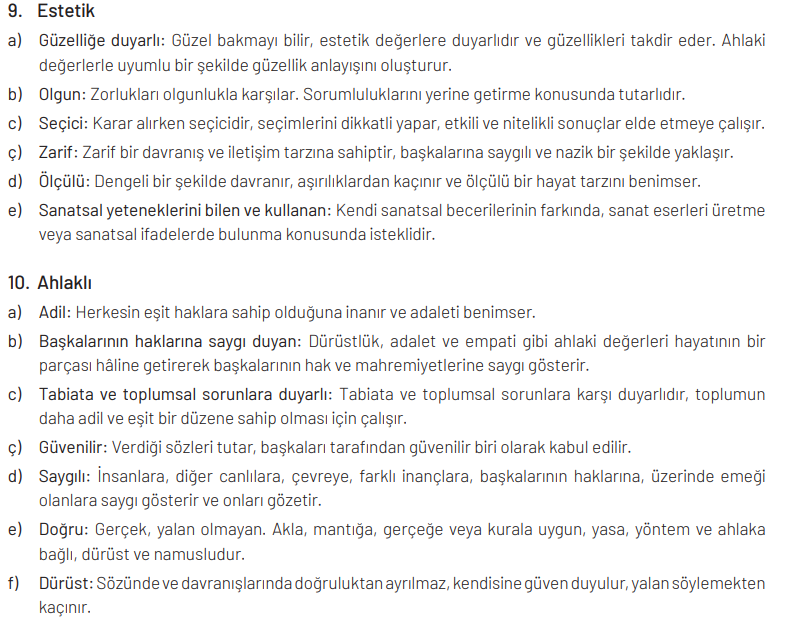 9. Estetik
a) Güzelliğe duyarlı: Güzel bakmayı bilir, estetik değerlere duyarlıdır ve güzellikleri takdir eder. Ahlaki
değerlerle uyumlu bir şekilde güzellik anlayışını oluşturur.
b) Olgun: Zorlukları olgunlukla karşılar. Sorumluluklarını yerine getirme konusunda tutarlıdır.
c) Seçici: Karar alırken seçicidir, seçimlerini dikkatli yapar, etkili ve nitelikli sonuçlar elde etmeye çalışır.
ç) Zarif: Zarif bir davranış ve iletişim tarzına sahiptir, başkalarına saygılı ve nazik bir şekilde yaklaşır.
d) Ölçülü: Dengeli bir şekilde davranır, aşırılıklardan kaçınır ve ölçülü bir hayat tarzını benimser.
e) Sanatsal yeteneklerini bilen ve kullanan: Kendi sanatsal becerilerinin farkında, sanat eserleri üretme
veya sanatsal ifadelerde bulunma konusunda isteklidir.
10. Ahlaklı
a) Adil: Herkesin eşit haklara sahip olduğuna inanır ve adaleti benimser.
b) Başkalarının haklarına saygı duyan: Dürüstlük, adalet ve empati gibi ahlaki değerleri hayatının bir
parçası hâline getirerek başkalarının hak ve mahremiyetlerine saygı gösterir.
c) Tabiata ve toplumsal sorunlara duyarlı: Tabiata ve toplumsal sorunlara karşı duyarlıdır, toplumun
daha adil ve eşit bir düzene sahip olması için çalışır.
ç) Güvenilir: Verdiği sözleri tutar, başkaları tarafından güvenilir biri olarak kabul edilir.
d) Saygılı: İnsanlara, diğer canlılara, çevreye, farklı inançlara, başkalarının haklarına, üzerinde emeği
olanlara saygı gösterir ve onları gözetir.
e) Doğru: Gerçek, yalan olmayan. Akla, mantığa, gerçeğe veya kurala uygun, yasa, yöntem ve ahlaka
bağlı, dürüst ve namusludur.
f) Dürüst: Sözünde ve davranışlarında doğruluktan ayrılmaz, kendisine güven duyulur, yalan söylemekten
kaçınır.